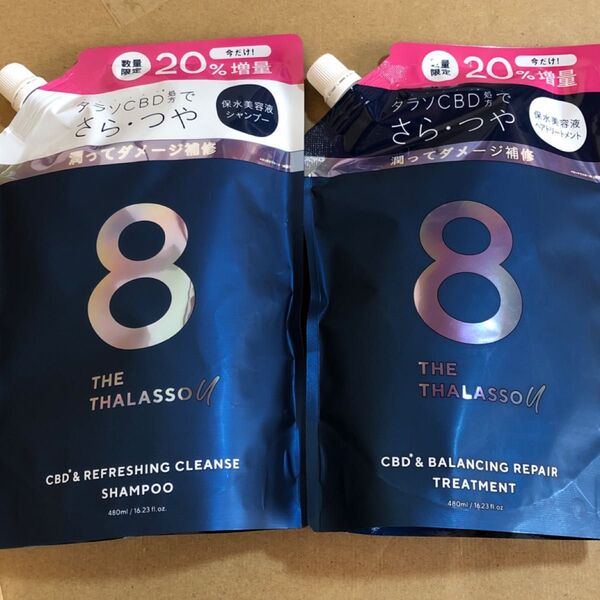 数量
限定
今だけ!
20%増量
タラソCBD処方で
さら・つや
保水美容液
シャンプー
潤ってダメージ補修
8
THE
THALASSO u
CBD* & REFRESHING CLEANSE
SHAMPOO
480ml / 16.23 fl.oz.
数量
限定
今だけ!
20%増量
タラソCBD処方で
さら・つや
保水美容液
ヘアトリートメント
潤ってダメージ補修
8
THE
THALASSO u
CBD* & BALANCING REPAIR
TREATMENT
480ml / 16.23 fl.oz.